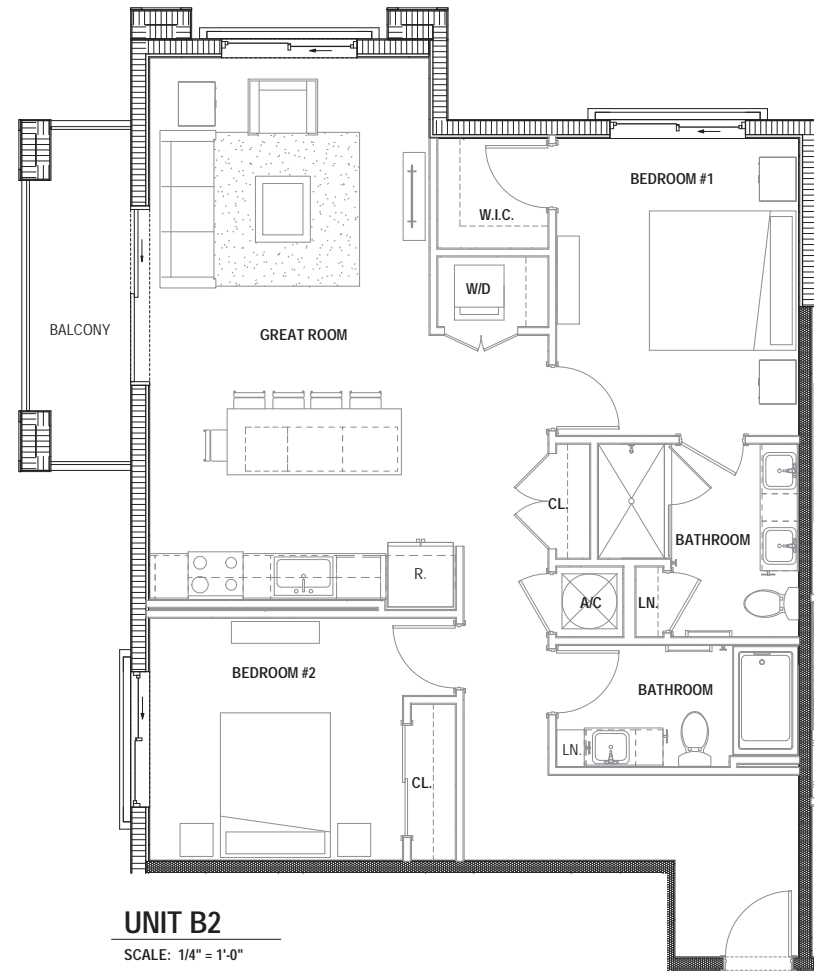 BEDROOM #1
W.I.C.
W/D
BALCONY
GREAT ROOM
CL.
BATHROOM
R.
A/C
LN.
BEDROOM #2
BATHROOM
LN.
CL.
UNIT B2
SCALE: 1/4" = 1'-0"